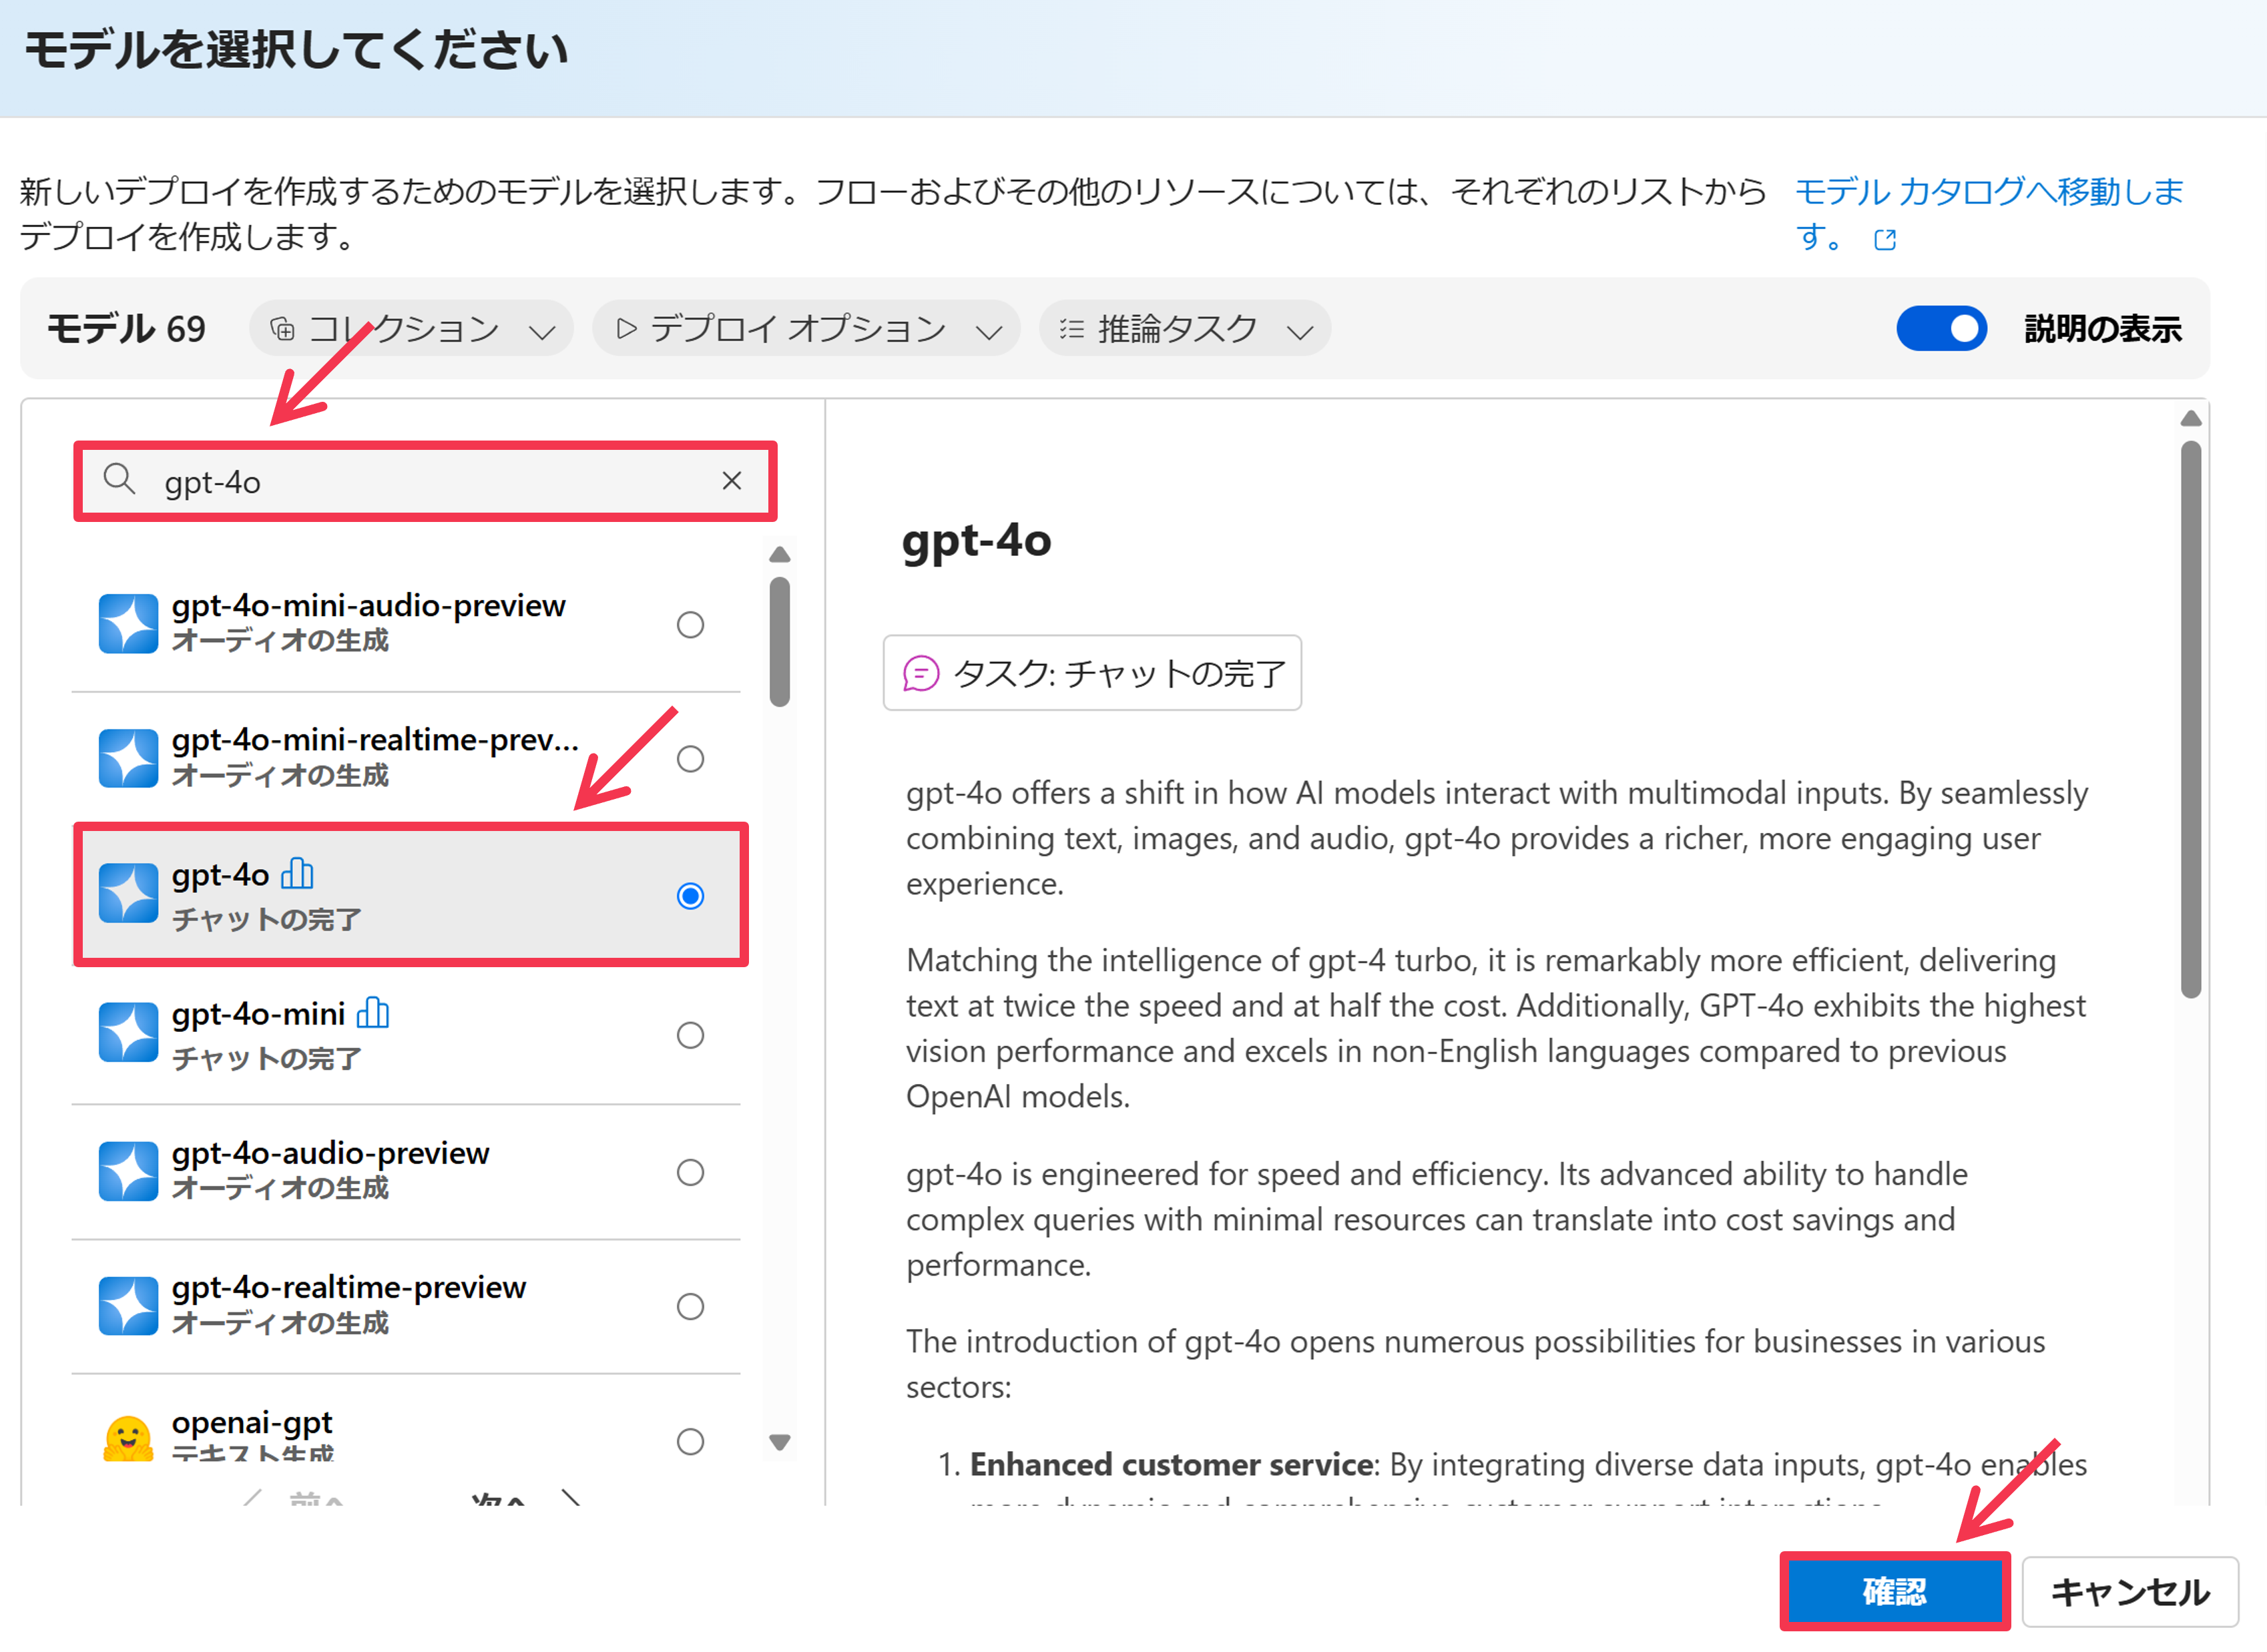 モデルを選択してください
新しいデプロイを作成するためのモデルを選択します。フローおよびその他のリソースについては、それぞれのリストから
デプロイを作成します。
モデル カタログへ移動しま
す。
モデル 69
コレクション
デプロイ オプション
推論タスク
説明の表示
gpt-4o
gpt-4o-mini-audio-preview
オーディオの生成
gpt-4o-mini-realtime-prev...
オーディオの生成
gpt-4o
チャットの完了
gpt-4o-mini
チャットの完了
gpt-4o-audio-preview
オーディオの生成
gpt-4o-realtime-preview
オーディオの生成
openai-gpt
テキスト生成
前へ
次へ
gpt-4o
タスク: チャットの完了
gpt-4o offers a shift in how AI models interact with multimodal inputs. By seamlessly
combining text, images, and audio, gpt-4o provides a richer, more engaging user
experience.
Matching the intelligence of gpt-4 turbo, it is remarkably more efficient, delivering
text at twice the speed and at half the cost. Additionally, GPT-4o exhibits the highest
vision performance and excels in non-English languages compared to previous
OpenAI models.
gpt-4o is engineered for speed and efficiency. Its advanced ability to handle
complex queries with minimal resources can translate into cost savings and
performance.
The introduction of gpt-4o opens numerous possibilities for businesses in various
sectors:
1. Enhanced customer service: By integrating diverse data inputs, gpt-4o enables
more dynamic and comprehensive customer support interactions.
確認
キャンセル